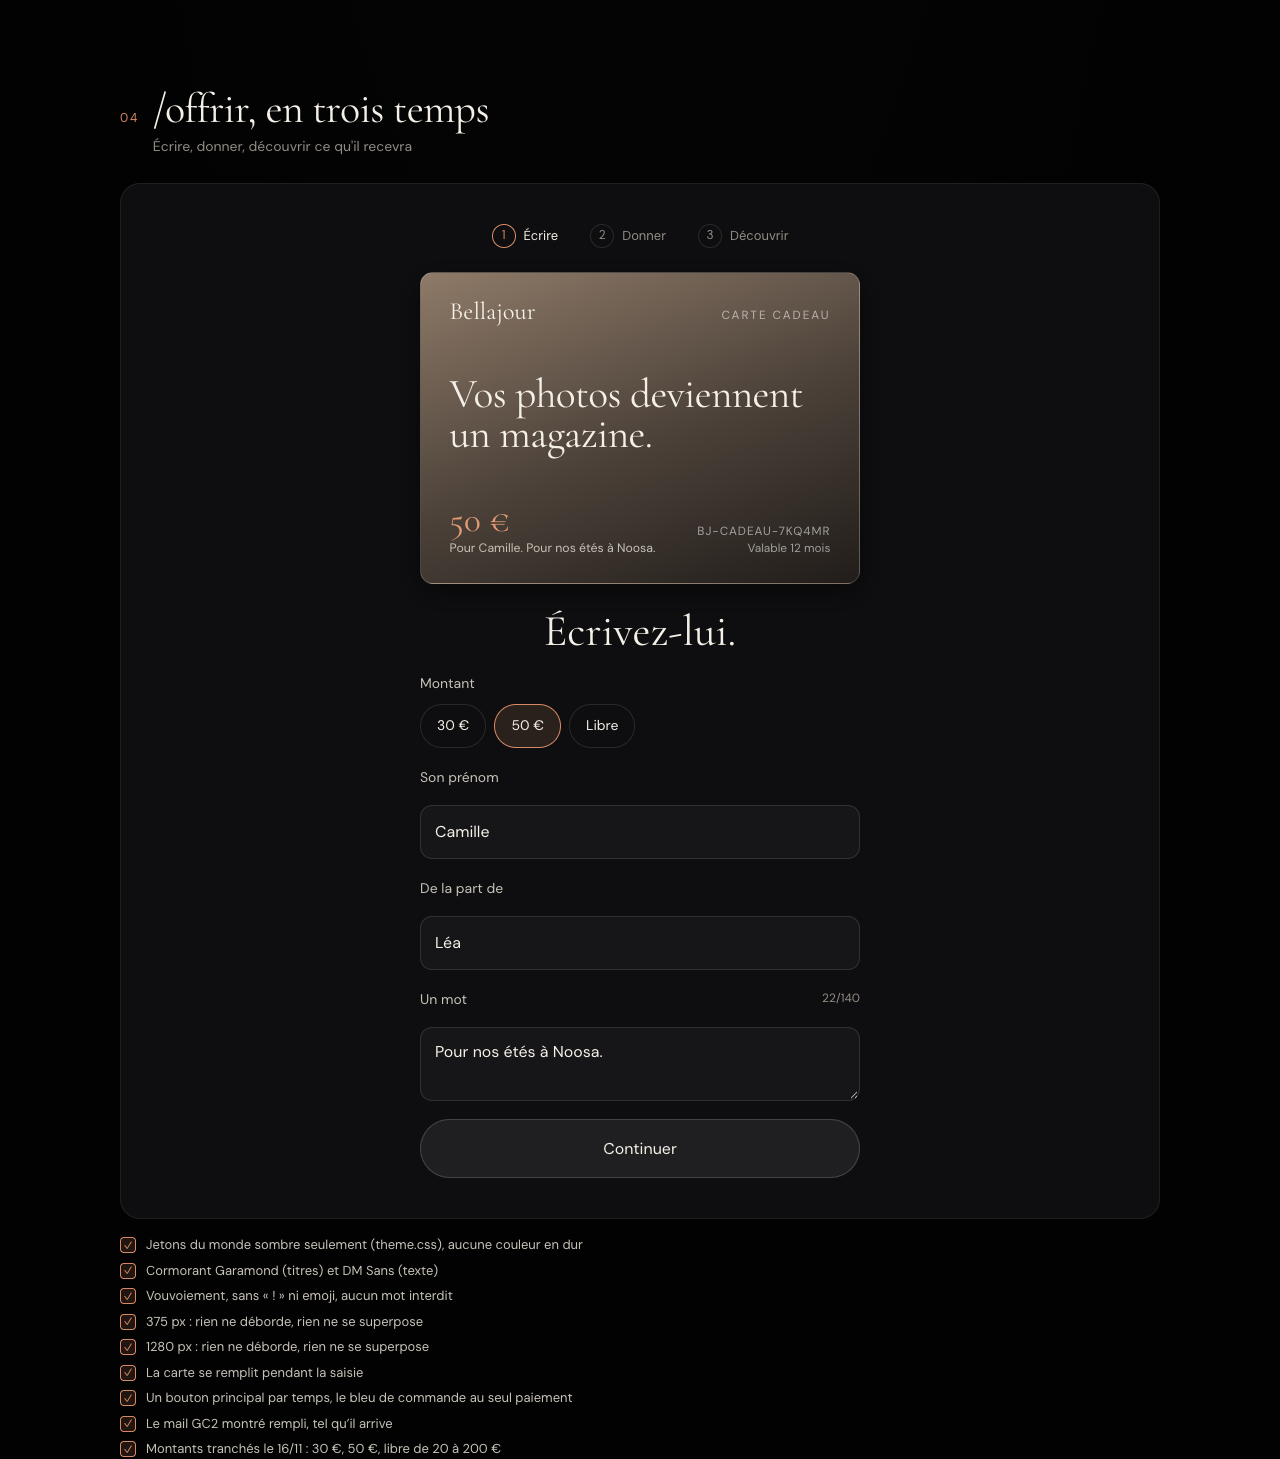 04
/offrir, en trois temps
Écrire, donner, découvrir ce qu'il recevra
1 Écrire
2 Donner
3 Découvrir
Bellajour
CARTE CADEAU
Vos photos deviennent
un magazine.
50 €
Pour Camille. Pour nos étés à Noosa.
BJ-CADEAU-7KQ4MR
Valable 12 mois
Écrivez-lui.
Montant
30 €
50 €
Libre
Son prénom
Camille
De la part de
Léa
Un mot
22/140
Pour nos étés à Noosa.
Continuer
Jetons du monde sombre seulement (theme.css), aucune couleur en dur
Cormorant Garamond (titres) et DM Sans (texte)
Vouvoiement, sans « ! » ni emoji, aucun mot interdit
375 px : rien ne déborde, rien ne se superpose
1280 px : rien ne déborde, rien ne se superpose
La carte se remplit pendant la saisie
Un bouton principal par temps, le bleu de commande au seul paiement
Le mail GC2 montré rempli, tel qu’il arrive
Montants tranchés le 16/11 : 30 €, 50 €, libre de 20 à 200 €